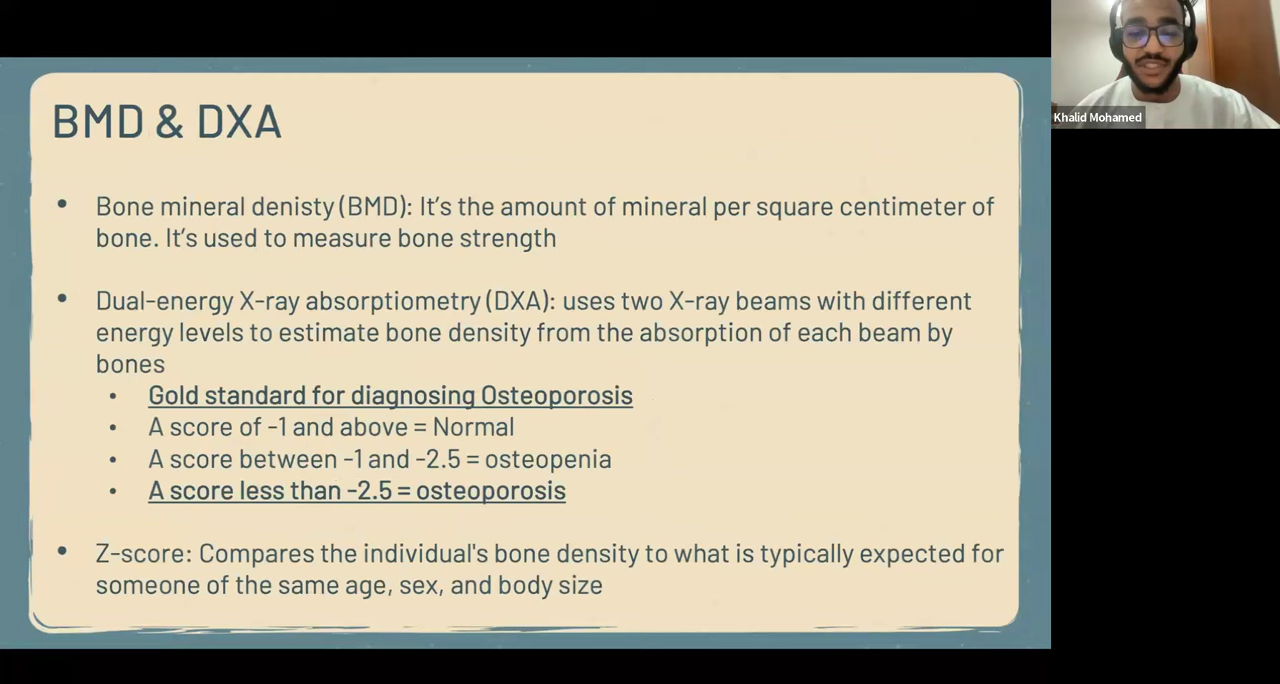 BMD & DXA
• Bone mineral denisty (BMD): It’s the amount of mineral per square centimeter of
bone. It’s used to measure bone strength
• Dual-energy X-ray absorptiometry (DXA): uses two X-ray beams with different
energy levels to estimate bone density from the absorption of each beam by
bones
• Gold standard for diagnosing Osteoporosis
• A score of -1 and above = Normal
• A score between -1 and -2.5 = osteopenia
• A score less than -2.5 = osteoporosis
• Z-score: Compares the individual's bone density to what is typically expected for
someone of the same age, sex, and body size
Khalid Mohamed